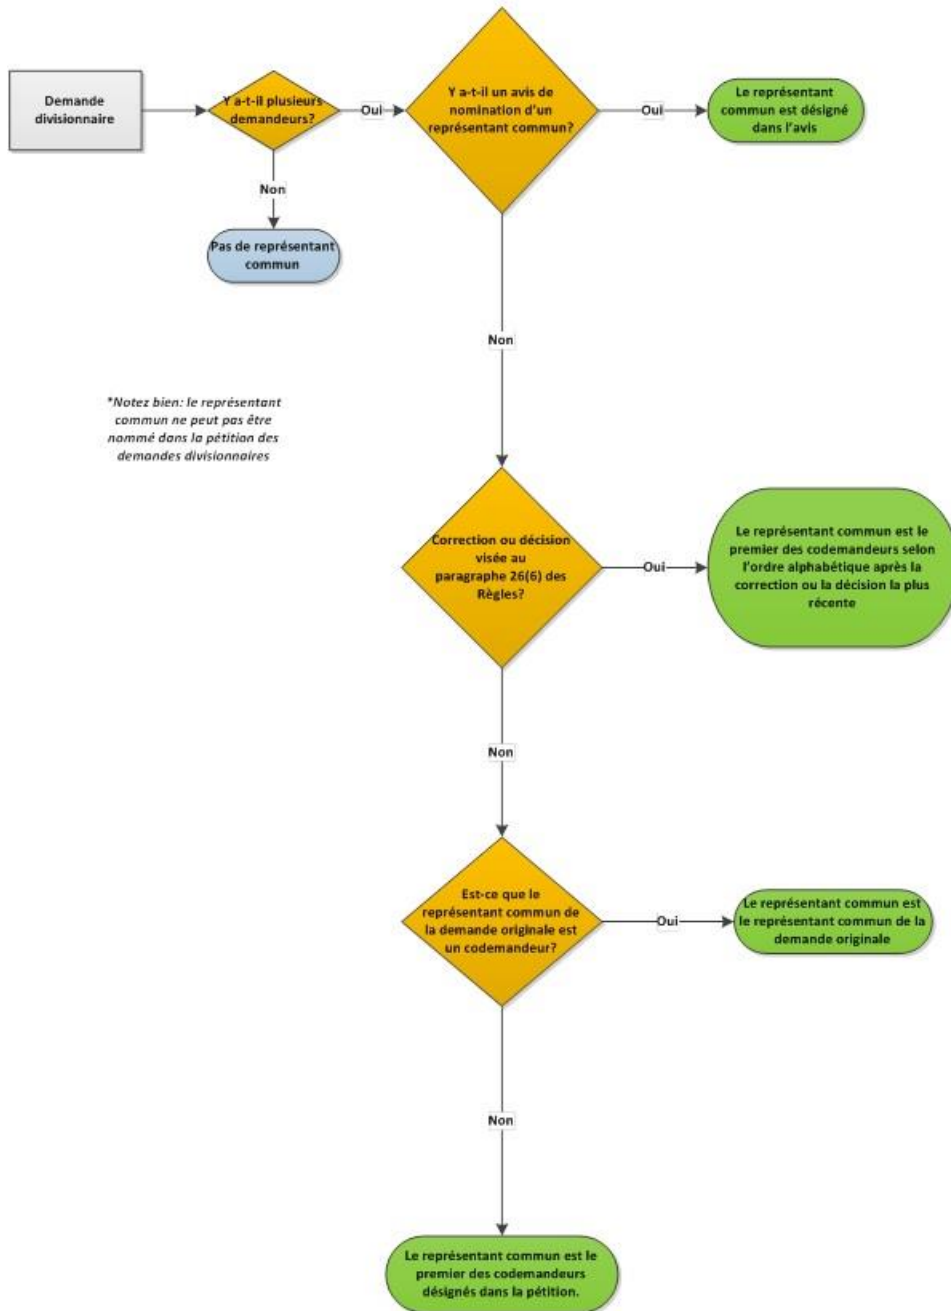 Demande
divisionnaire
Y a-t-il plusieurs
demandeurs?
Oui
Y a-t-il un avis de
nomination d'un
représentant commun?
Oui
Le représentant
commun est désigné
dans l'avis
Non
Pas de représentant
commun
Non
*Notez bien: le représentant
commun ne peut pas être
nommé dans la pétition des
demandes divisionnaires
Correction ou décision
visée au
paragraphe 26(6) des
Règles?
Oui
Le représentant commun est le
premier des codemandeurs selon
l'ordre alphabétique après la
correction ou la décision la plus
récente
Non
Est-ce que le
représentant commun de
la demande originale est
un codemandeur?
Oui
Le représentant commun est
le représentant commun de la
demande originale
Non
Le représentant commun est le
premier des codemandeurs
désignés dans la pétition.